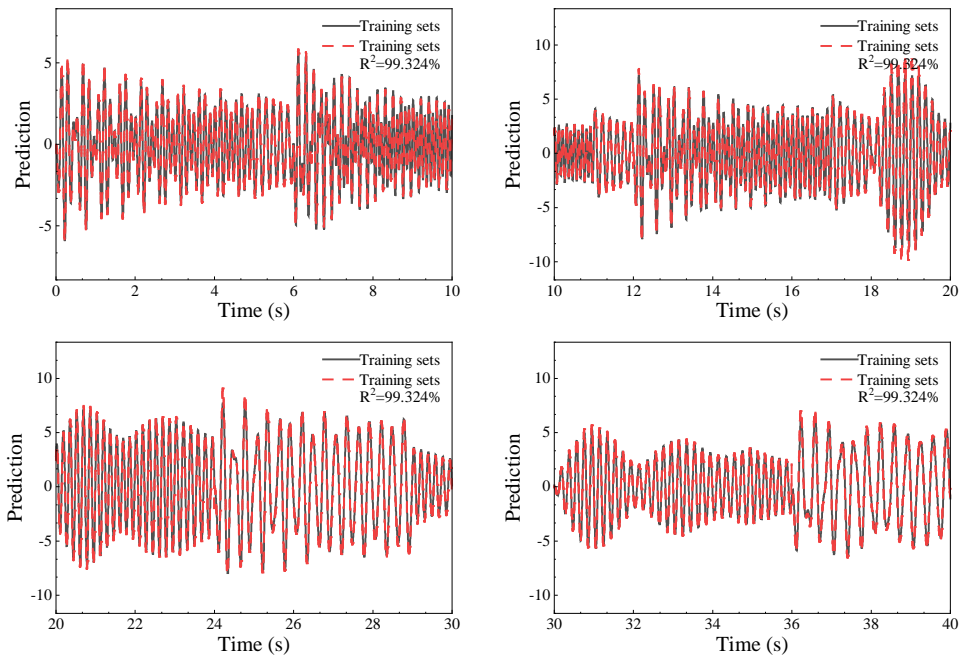 Training sets
Training sets
R²=99.324%
5
0
-5
Prediction
0 2 4 6 8 10
Time (s)
Training sets
Training sets
R²=99.324%
10
5
0
-5
-10
Prediction
10 12 14 16 18 20
Time (s)
Training sets
Training sets
R²=99.324%
10
5
0
-5
-10
Prediction
20 22 24 26 28 30
Time (s)
Training sets
Training sets
R²=99.324%
10
5
0
-5
-10
Prediction
30 32 34 36 38 40
Time (s)